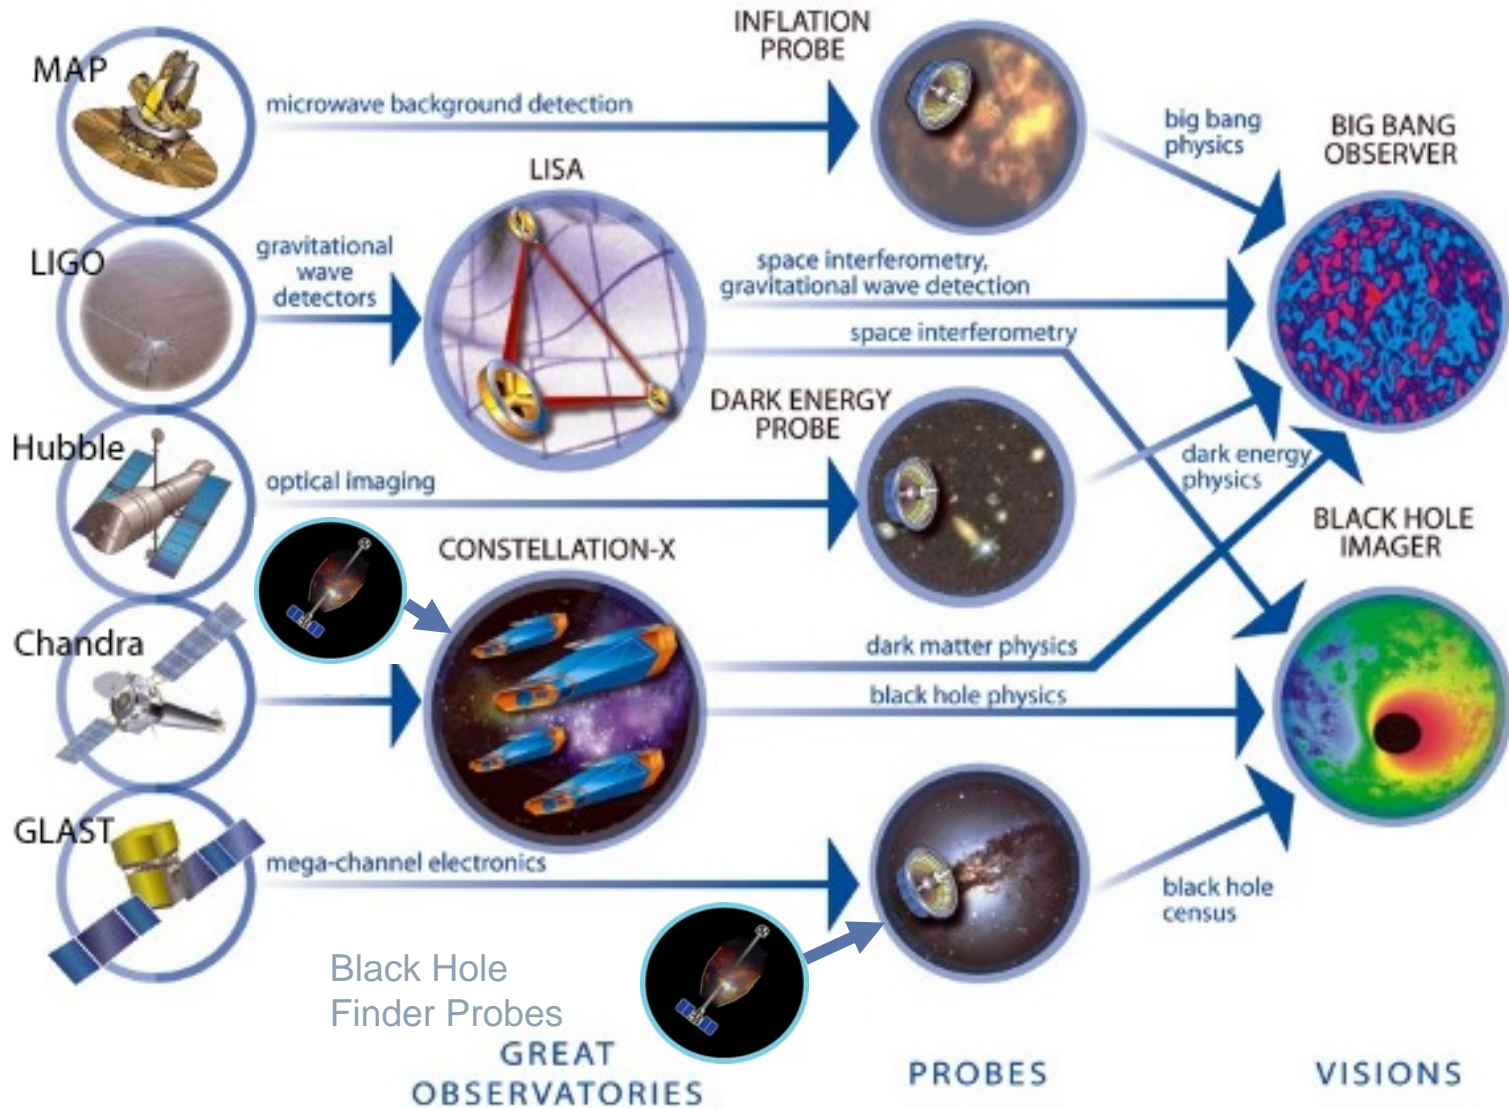 INFLATION
PROBE
MAP
microwave background detection
big bang
physics
BIG BANG
OBSERVER
LISA
LIGO
gravitational
wave
detectors
space interferometry,
gravitational wave detection
space interferometry
DARK ENERGY
PROBE
Hubble
optical imaging
dark energy
physics
CONSTELLATION-X
BLACK HOLE
IMAGER
Chandra
dark matter physics
black hole physics
GLAST
mega-channel electronics
black hole
census
Black Hole
Finder Probes
GREAT
OBSERVATORIES
PROBES
VISIONS